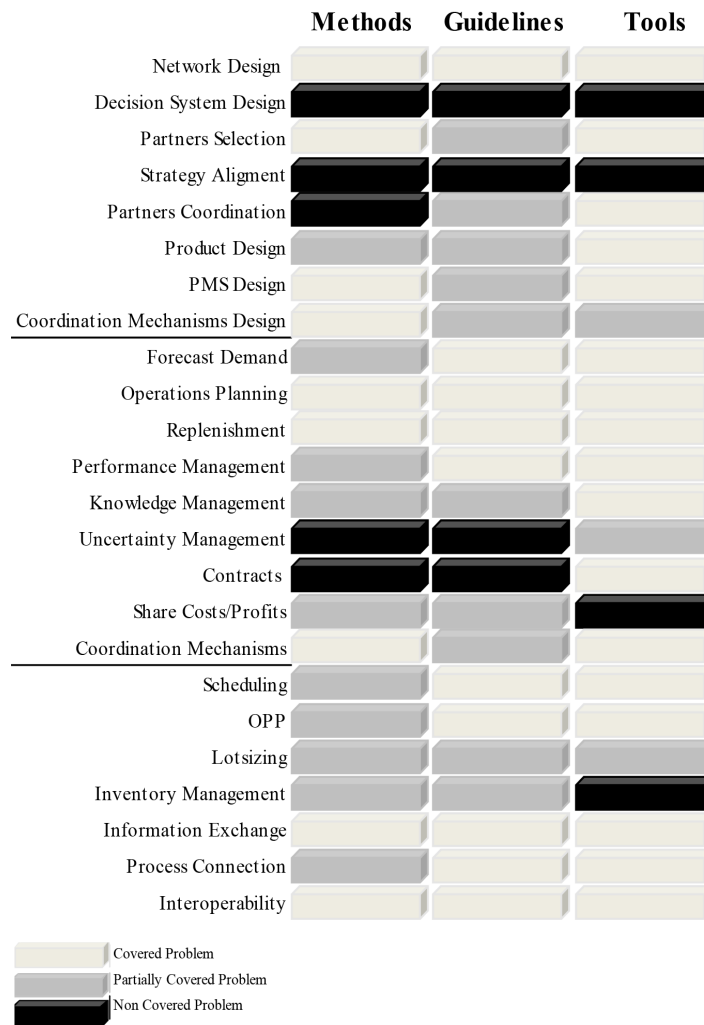 Methods Guidelines Tools
Network Design
Decision System Design
Partners Selection
Strategy Aligment
Partners Coordination
Product Design
PMS Design
Coordination Mechanisms Design
Forecast Demand
Operations Planning
Replenishment
Performance Management
Knowledge Management
Uncertainty Management
Contracts
Share Costs/Profits
Coordination Mechanisms
Scheduling
OPP
Lotsizing
Inventory Management
Information Exchange
Process Connection
Interoperability
Covered Problem
Partially Covered Problem
Non Covered Problem